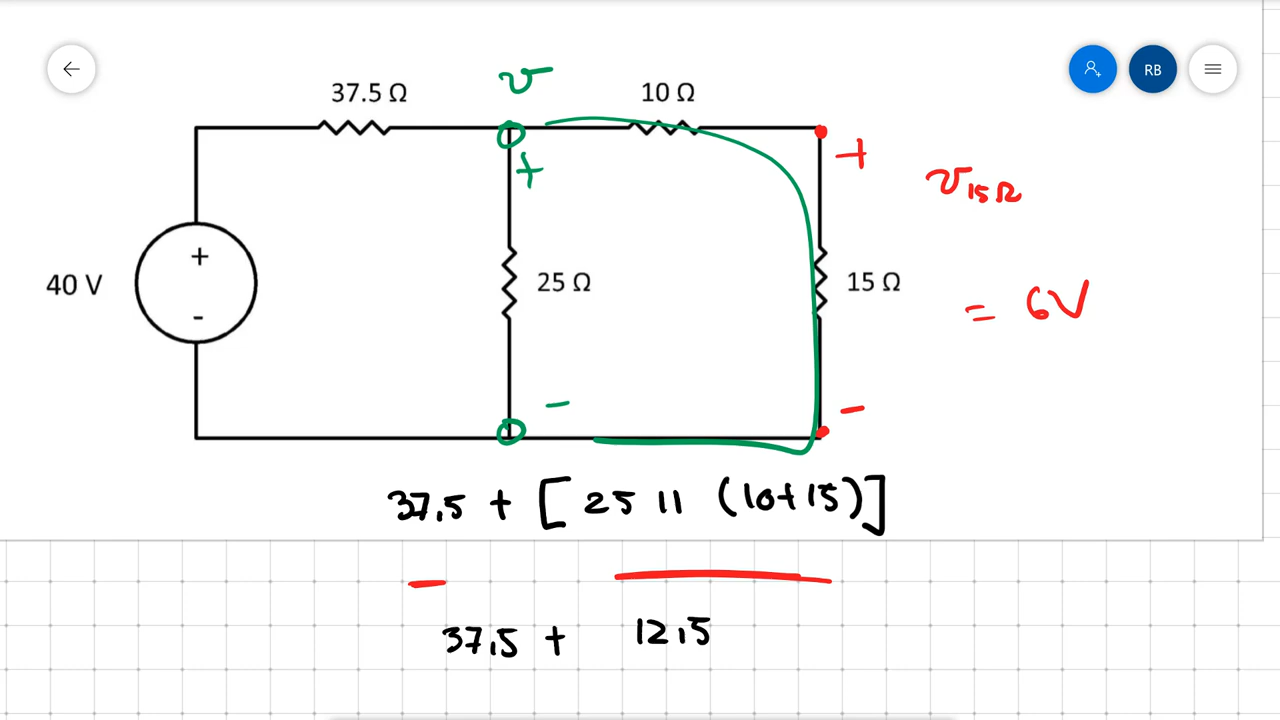 RB
v
37.5 Ω
10 Ω
+
+
v15Ω
+
-
40 V
25 Ω
15 Ω
= 6V
-
-
37.5 + [25 || (10+15)]
37.5 + 12.5